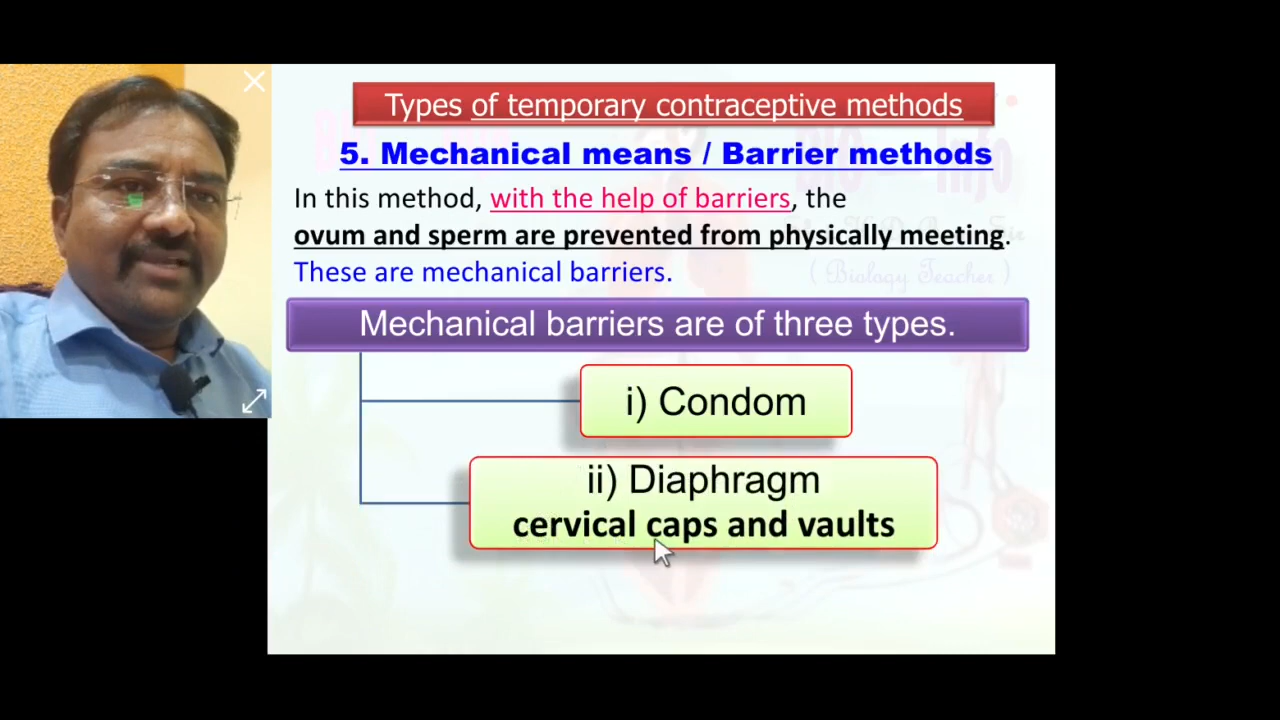 Types of temporary contraceptive methods
5. Mechanical means / Barrier methods
In this method, with the help of barriers, the
ovum and sperm are prevented from physically meeting.
These are mechanical barriers.
( Biology Teacher )
Mechanical barriers are of three types.
i) Condom
ii) Diaphragm
cervical caps and vaults